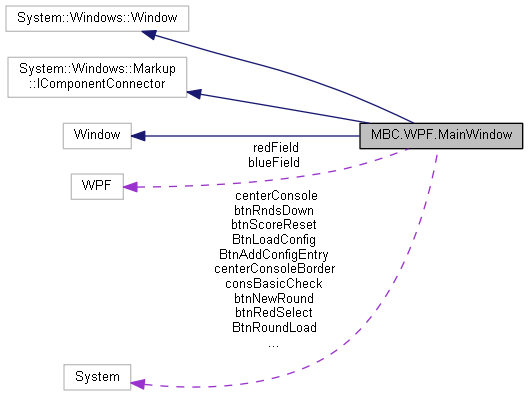 System::Windows::Window
System::Windows::Markup
::IComponentConnector
Window
MBC.WPF.MainWindow
redField
blueField
WPF
centerConsole
btnRndsDown
btnScoreReset
BtnLoadConfig
BtnAddConfigEntry
centerConsoleBorder
consBasicCheck
btnNewRound
btnRedSelect
BtnRoundLoad
...
System